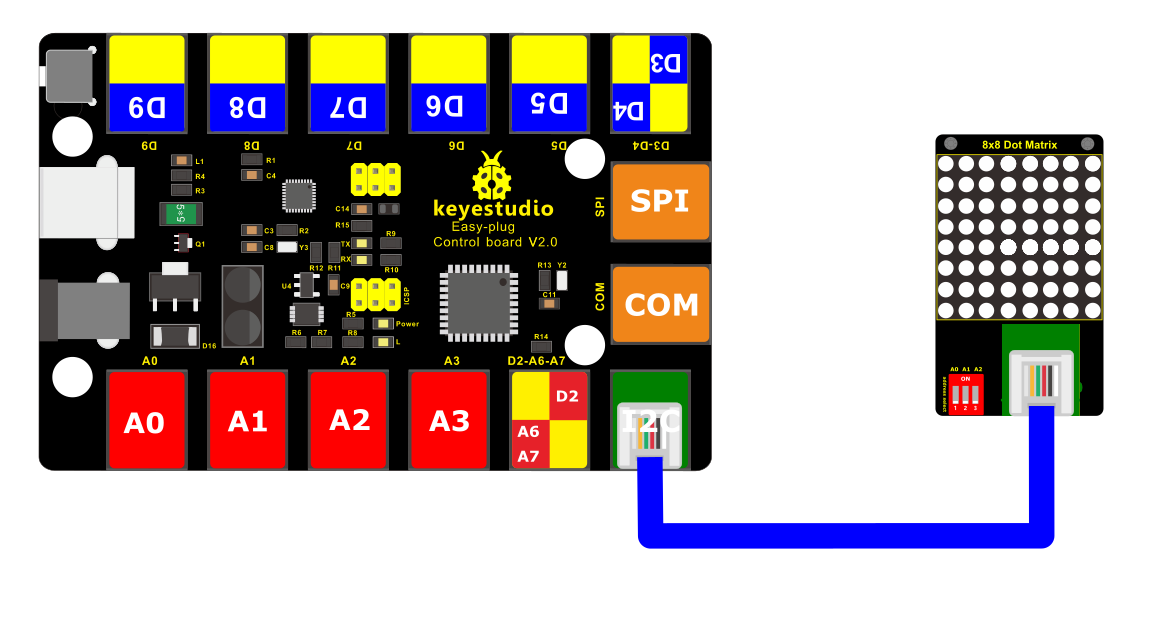 D9
D8
D7
D6
D5
D3
D4
D9
D8
D7
D6
D5
D3-D4
L1
R4
R3
5*5
Q1
R1
C4
C3
R2
C8
Y3
C14
R15
TX
R9
RX
R10
R12
R11
U4
C9
ICSP
R5
Power
R6
R7
R8
L
D16
keyestudio
Easy-plug
Control board V2.0
R13
Y2
C11
R14
SPI
SPI
COM
COM
A0
A1
A2
A3
D2-A6-A7
A0
A1
A2
A3
D2
A6
A7
I2C
8x8 Dot Matrix
A0 A1 A2
ON
1 2 3